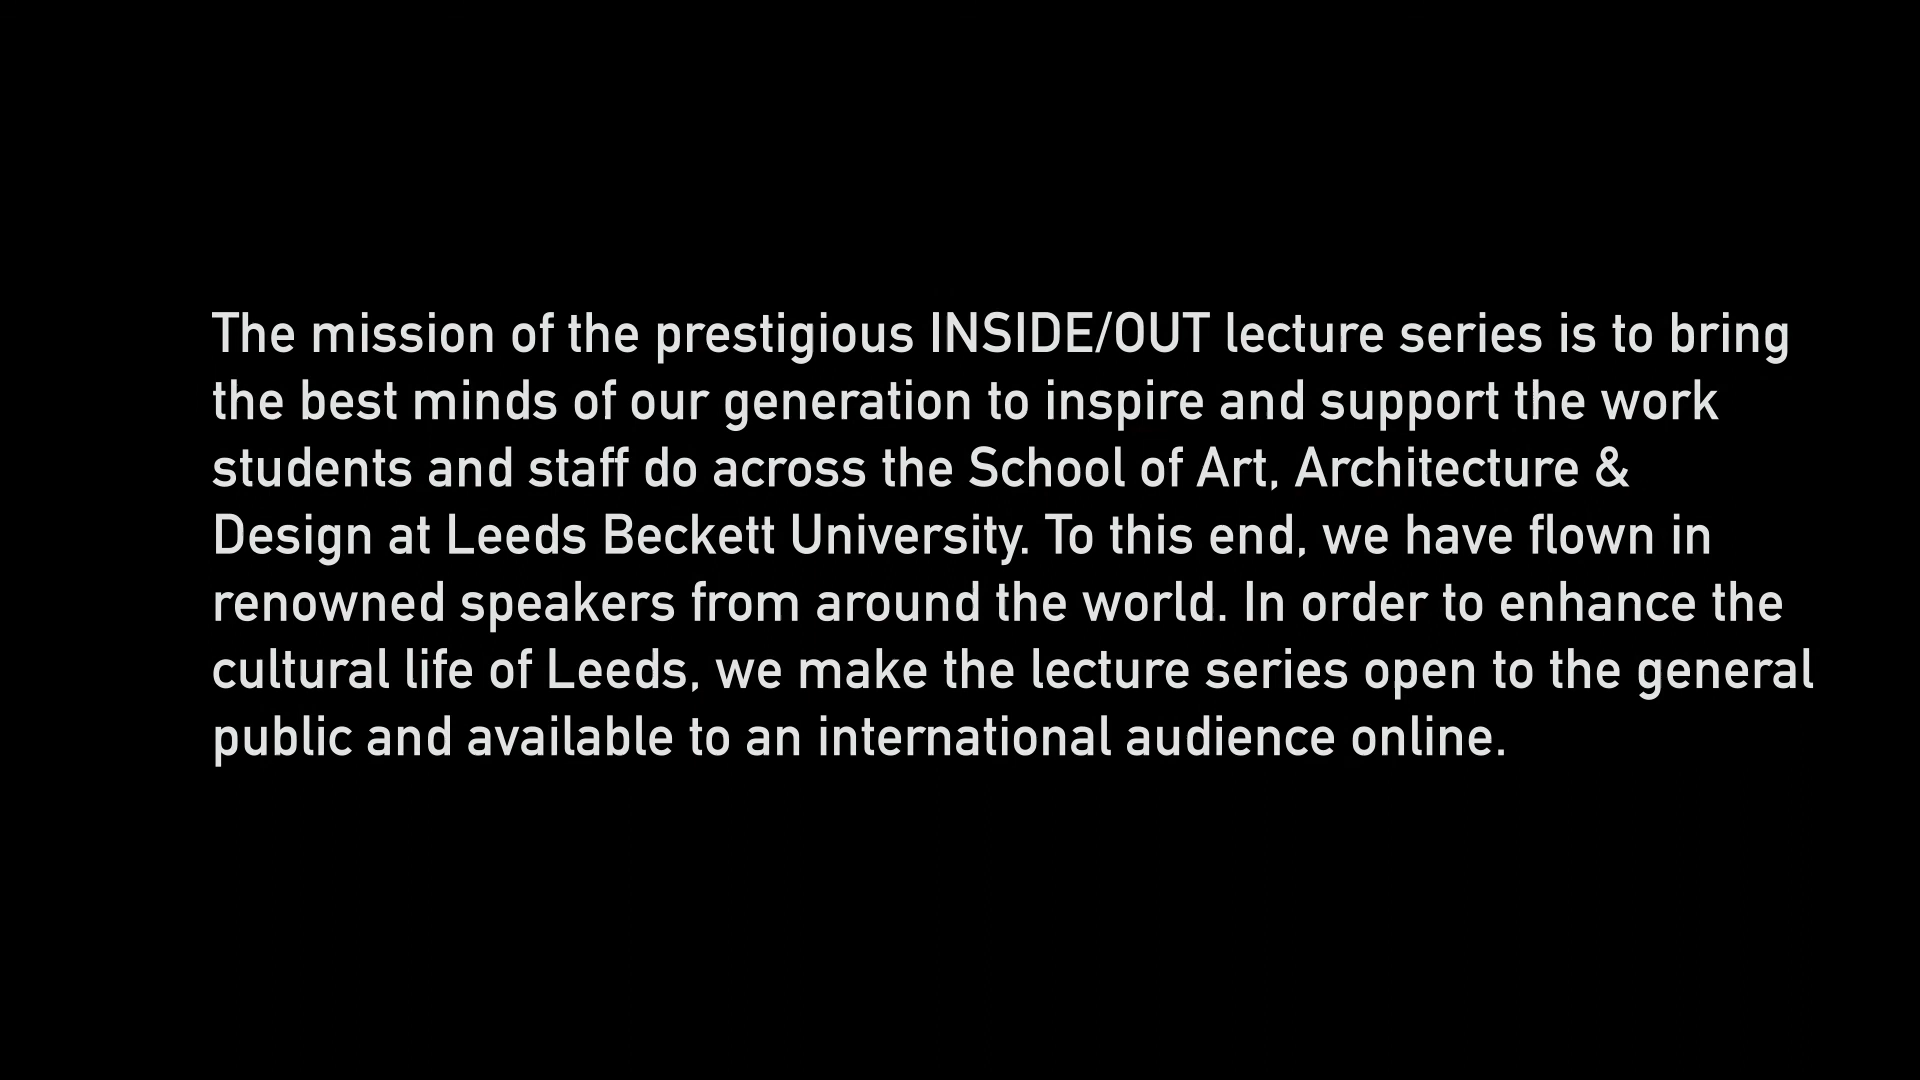 The mission of the prestigious INSIDE/OUT lecture series is to bring
the best minds of our generation to inspire and support the work
students and staff do across the School of Art, Architecture &
Design at Leeds Beckett University. To this end, we have flown in
renowned speakers from around the world. In order to enhance the
cultural life of Leeds, we make the lecture series open to the general
public and available to an international audience online.